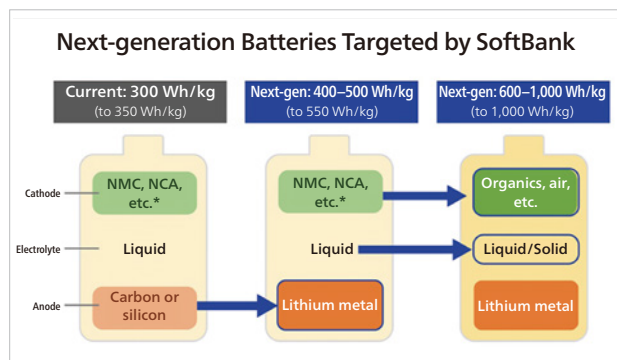 Next-generation Batteries Targeted by SoftBank
Current: 300 Wh/kg
(to 350 Wh/kg)
Next-gen: 400–500 Wh/kg
(to 550 Wh/kg)
Next-gen: 600–1,000 Wh/kg
(to 1,000 Wh/kg)
Cathode
NMC, NCA,
etc.*
NMC, NCA,
etc.*
Organics, air,
etc.
Electrolyte
Liquid
Liquid
Liquid/Solid
Anode
Carbon or
silicon
Lithium metal
Lithium metal